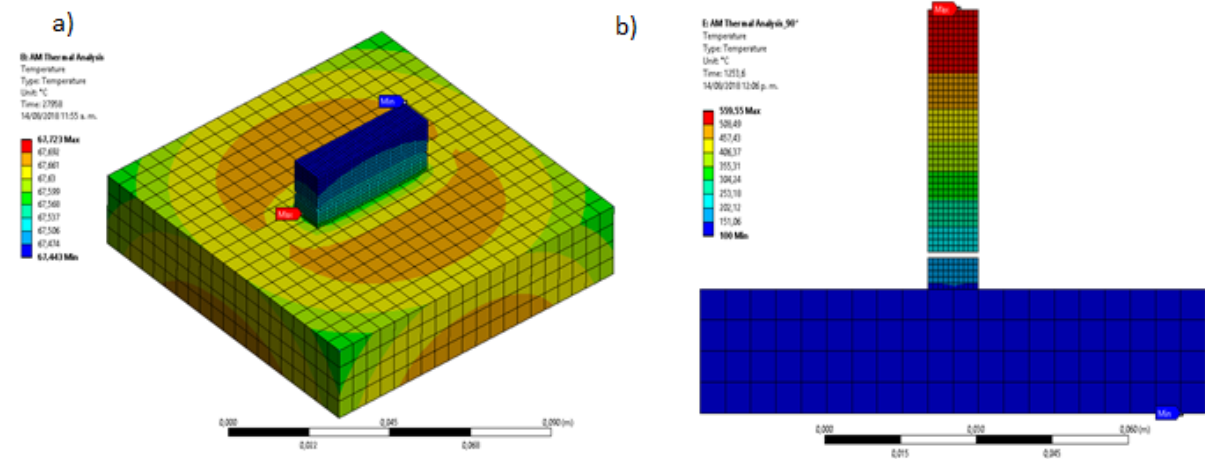 a)
B: AM Thermal Analysis
Temperature
Type: Temperature
Unit: °C
Time: 27958
14/08/2018 11:55 a. m.
67,723 Max
67,692
67,661
67,63
67,599
67,568
67,537
67,506
67,474
67,443 Min
Min
Max
0,000
0,045
0,090 (m)
0,022
0,068
b)
E: AM Thermal Analysis_90°
Temperature
Type: Temperature
Unit: °C
Time: 1253,6
14/08/2018 12:06 p. m.
559,55 Max
508,49
457,43
406,37
355,31
304,24
253,18
202,12
151,06
100 Min
Max
Min
0,000
0,030
0,060 (m)
0,015
0,045